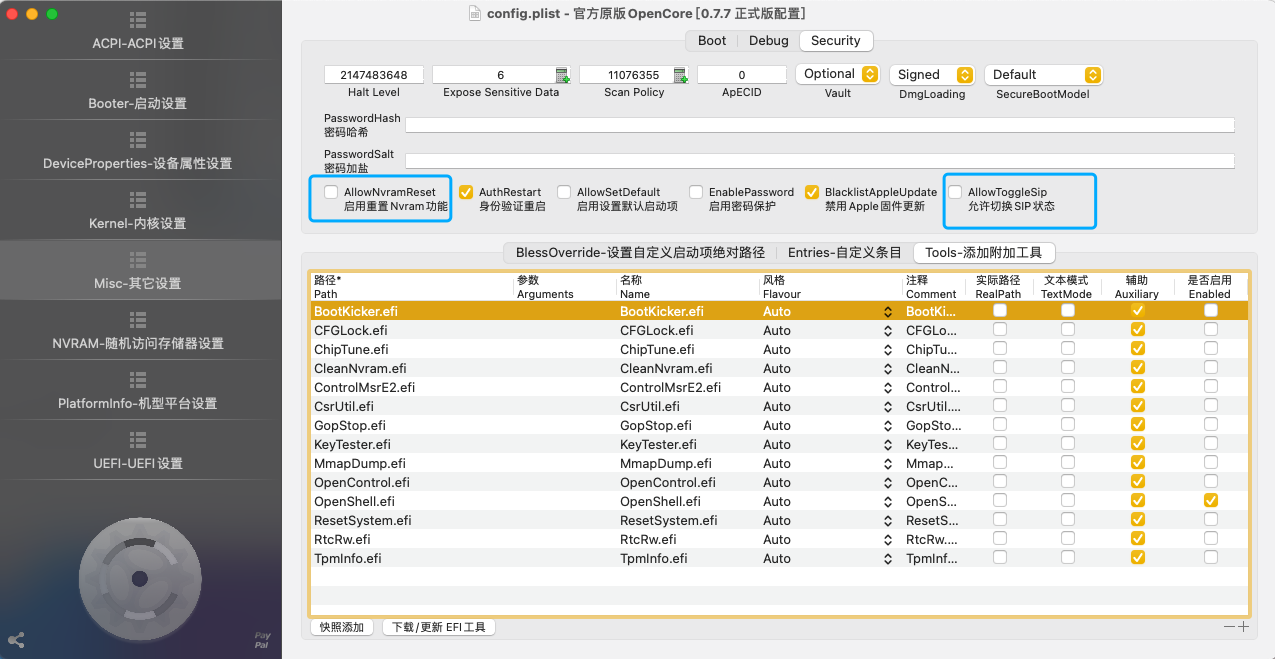 config.plist - 官方原版 OpenCore [0.7.7 正式版配置]
ACPI-ACPI 设置
Booter-启动设置
DeviceProperties-设备属性设置
Kernel-内核设置
Misc-其它设置
NVRAM-随机访问存储器设置
PlatformInfo-机型平台设置
UEFI-UEFI 设置
Pay
Pal
Boot Debug Security
2147483648 6 11076355 0 Optional Signed Default
Halt Level Expose Sensitive Data Scan Policy ApECID Vault DmgLoading SecureBootModel
PasswordHash
密码哈希
PasswordSalt
密码加盐
AllowNvramReset AuthRestart AllowSetDefault EnablePassword BlacklistAppleUpdate AllowToggleSip
启用重置 Nvram 功能 身份验证重启 启用设置默认启动项 启用密码保护 禁用 Apple 固件更新 允许切换 SIP 状态
BlessOverride-设置自定义启动项绝对路径 Entries-自定义条目 Tools-添加附加工具
路径* 参数 名称 风格 注释 实际路径 文本模式 辅助 是否启用
Path Arguments Name Flavour Comment RealPath TextMode Auxiliary Enabled
BootKicker.efi BootKicker.efi Auto BootKi...
CFGLock.efi CFGLock.efi Auto CFGLo...
ChipTune.efi ChipTune.efi Auto ChipTu...
CleanNvram.efi CleanNvram.efi Auto CleanN...
ControlMsrE2.efi ControlMsrE2.efi Auto Control...
CsrUtil.efi CsrUtil.efi Auto CsrUtil....
GopStop.efi GopStop.efi Auto GopSto...
KeyTester.efi KeyTester.efi Auto KeyTes...
MmapDump.efi MmapDump.efi Auto Mmap...
OpenControl.efi OpenControl.efi Auto OpenC...
OpenShell.efi OpenShell.efi Auto OpenS...
ResetSystem.efi ResetSystem.efi Auto ResetS...
RtcRw.efi RtcRw.efi Auto RtcRw....
TpmInfo.efi TpmInfo.efi Auto TpmInf...
快照添加 下载/更新 EFI 工具